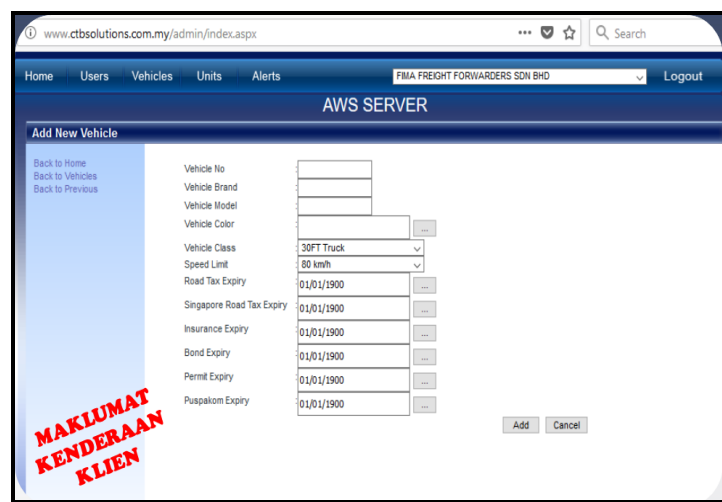 www.ctbsolutions.com.my/admin/index.aspx
Search
Home Users Vehicles Units Alerts FIMA FREIGHT FORWARDERS SDN BHD Logout
AWS SERVER
Add New Vehicle
Back to Home
Back to Vehicles
Back to Previous
Vehicle No :
Vehicle Brand :
Vehicle Model :
Vehicle Color : ...
Vehicle Class : 30FT Truck
Speed Limit : 80 km/h
Road Tax Expiry : 01/01/1900 ...
Singapore Road Tax Expiry : 01/01/1900 ...
Insurance Expiry : 01/01/1900 ...
Bond Expiry : 01/01/1900 ...
Permit Expiry : 01/01/1900 ...
Puspakom Expiry : 01/01/1900 ...
Add Cancel
MAKLUMAT
KENDERAAN
KLIEN